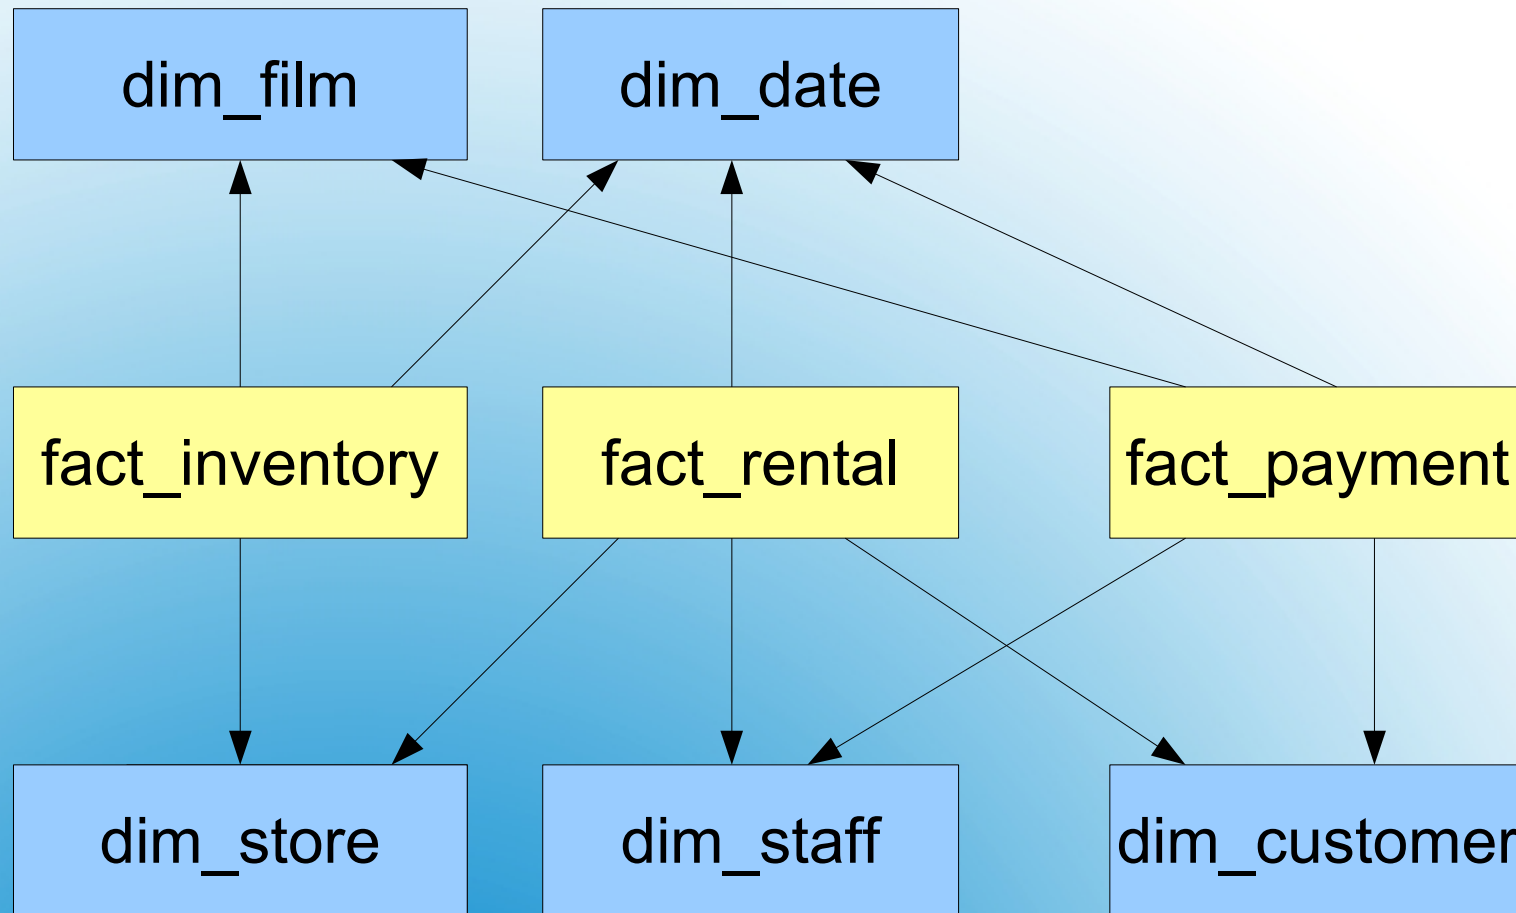 dim_film
dim_date
fact_inventory
fact_rental
fact_payment
dim_store
dim_staff
dim_customer